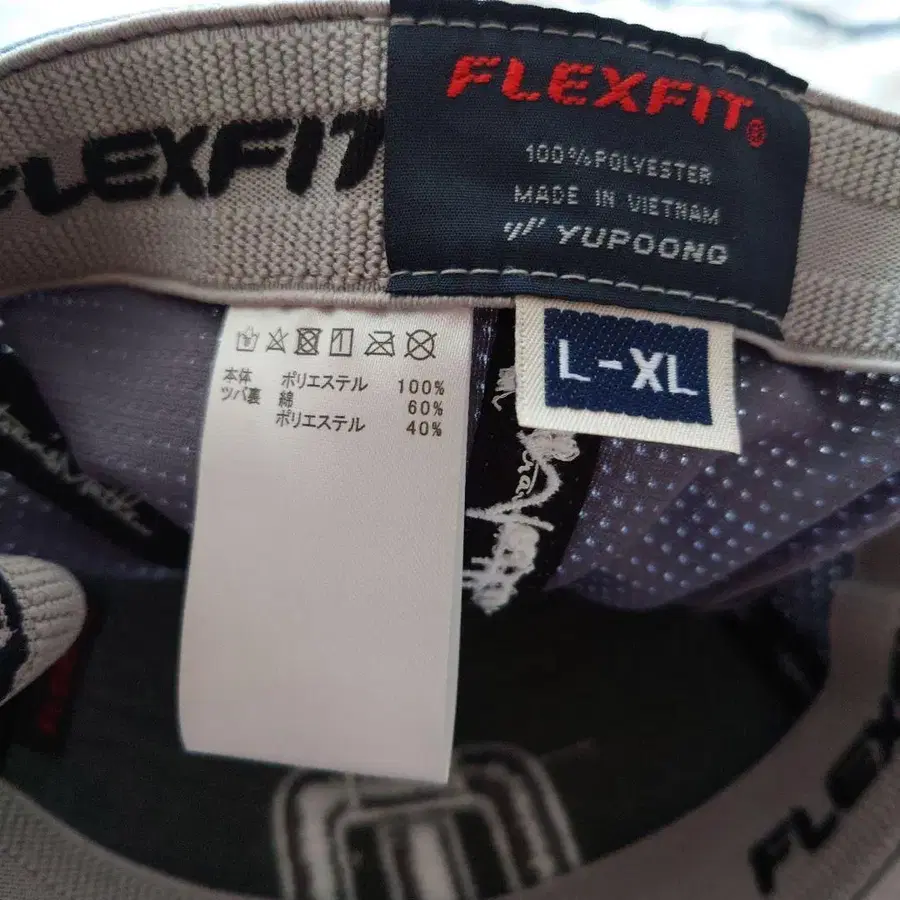 FLEXFIT
FLEXFIT®
100%POLYESTER
MADE IN VIETNAM
YUPOONG
L-XL
本体 ポリエステル 100%
ツバ裏 綿 60%
ポリエステル 40%
FLEXFIT